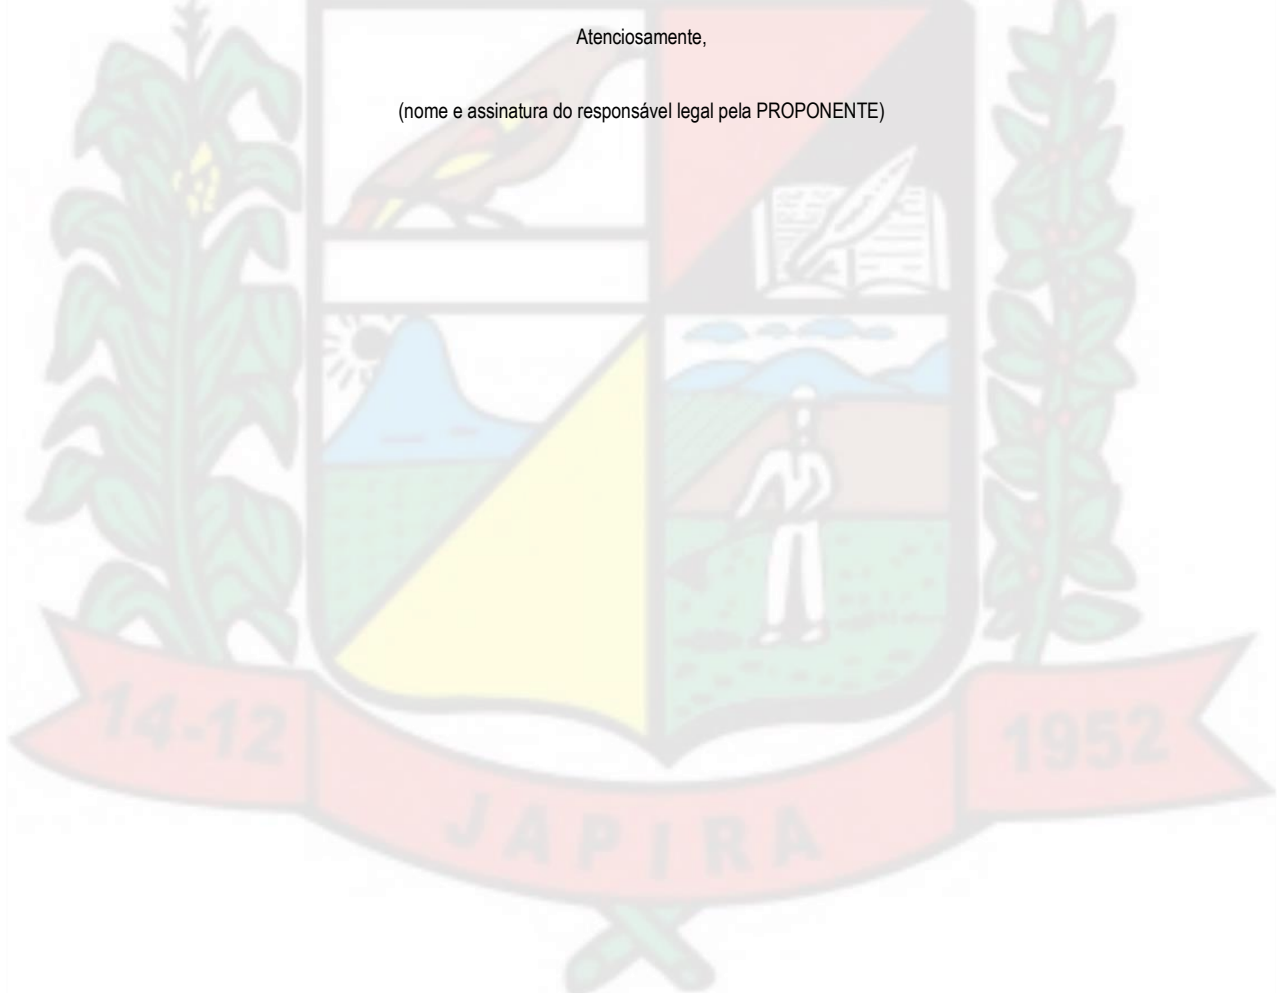 Atenciosamente,
(nome e assinatura do responsável legal pela PROPONENTE)
14-12
1952
JAPIRA